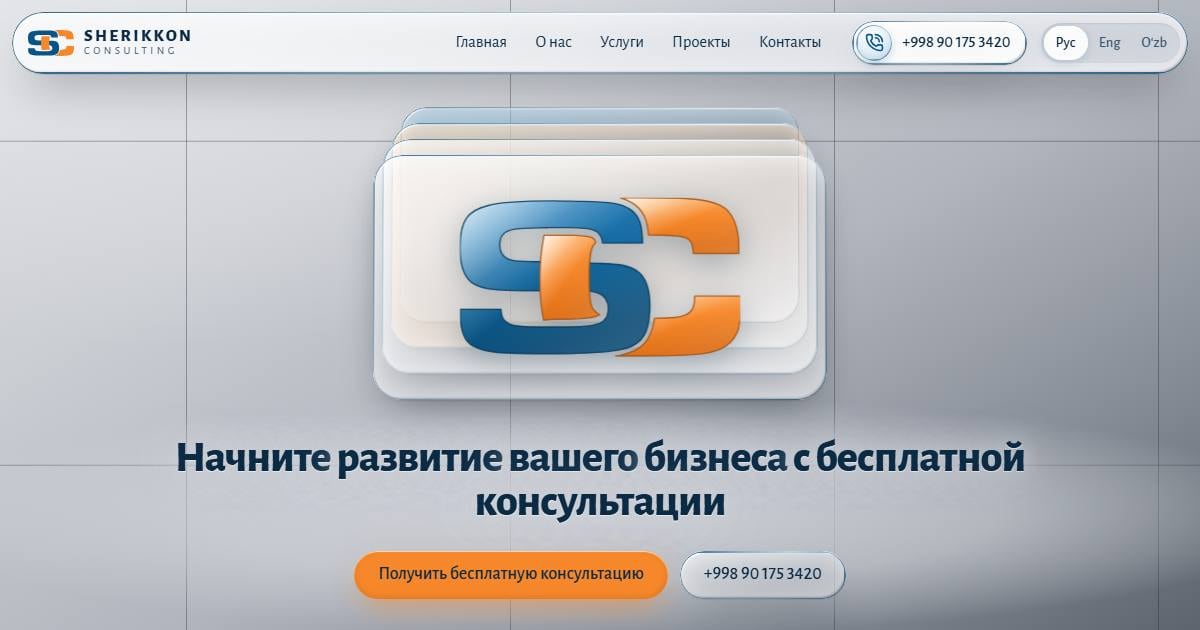 SHERIKKON
CONSULTING
Главная О нас Услуги Проекты Контакты +998 90 175 3420 Рус Eng O'zb
SC
Начните развитие вашего бизнеса с бесплатной
консультации
Получить бесплатную консультацию +998 90 175 3420